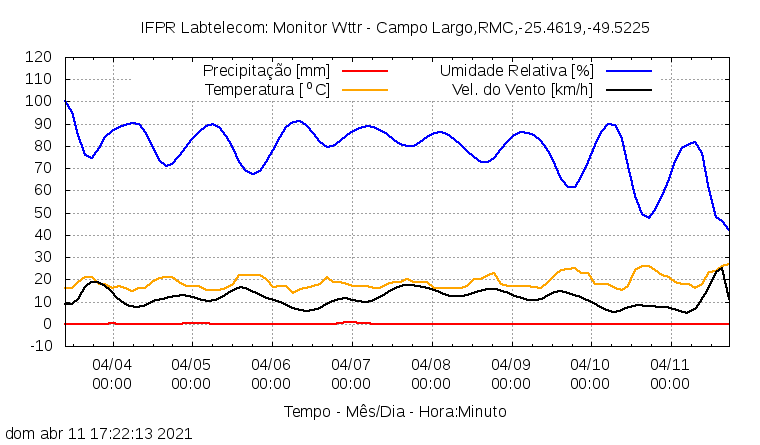 IFPR Labtelecom: Monitor Wttr - Campo Largo,RMC,-25.4619,-49.5225
Precipitação [mm]
Temperatura [ ⁰C]
Umidade Relativa [%]
Vel. do Vento [km/h]
120
110
100
90
80
70
60
50
40
30
20
10
0
-10
04/04 04/05 04/06 04/07 04/08 04/09 04/10 04/11
00:00 00:00 00:00 00:00 00:00 00:00 00:00 00:00
Tempo - Mês/Dia - Hora:Minuto
dom abr 11 17:22:13 2021